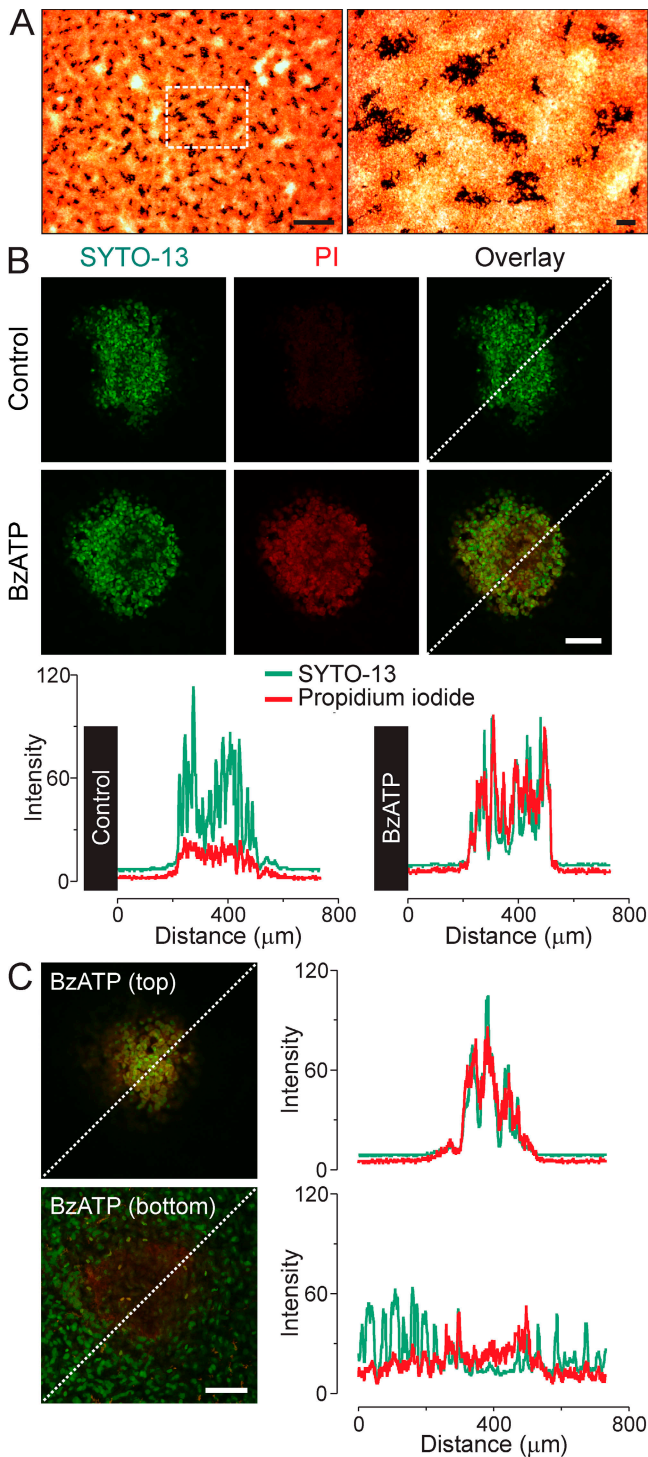 A
B
SYTO-13 PI Overlay
Control
BzATP
SYTO-13
Propidium iodide
120
60
0
Intensity
Control
BzATP
0 400 800
0 400 800
Distance (μm)
Distance (μm)
C
BzATP (top)
120
60
0
Intensity
BzATP (bottom)
120
60
0
Intensity
0 400 800
Distance (μm)